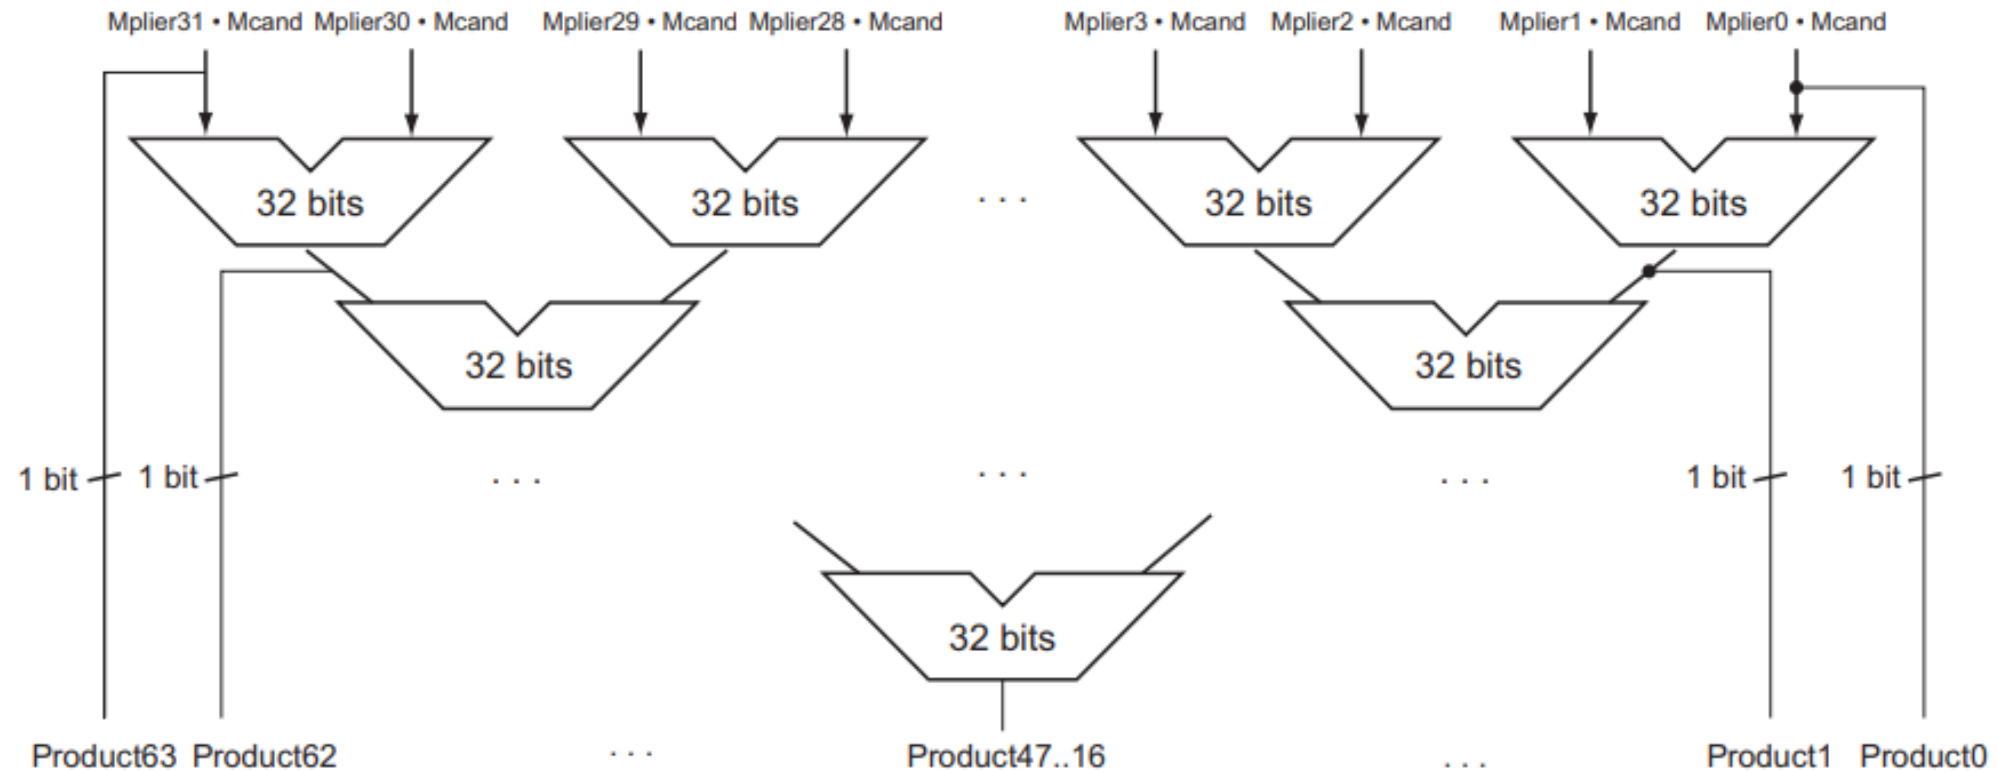 Mplier31 • Mcand Mplier30 • Mcand Mplier29 • Mcand Mplier28 • Mcand Mplier3 • Mcand Mplier2 • Mcand Mplier1 • Mcand Mplier0 • Mcand
32 bits 32 bits . . . 32 bits 32 bits
32 bits 32 bits
1 bit 1 bit . . . . . . . . . 1 bit 1 bit
32 bits
Product63 Product62 . . . Product47..16 . . . Product1 Product0